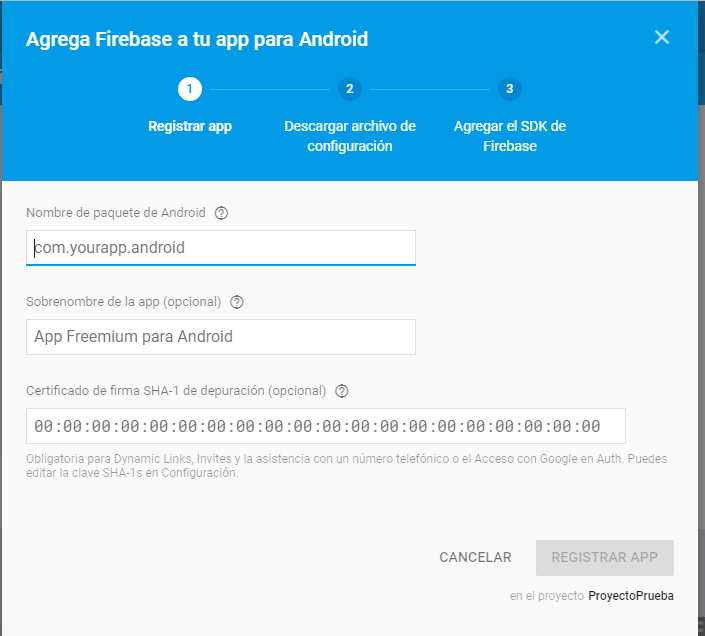 Agrega Firebase a tu app para Android
1 2 3
Registrar app
Descargar archivo de
configuración
Agregar el SDK de
Firebase
Nombre de paquete de Android
com.yourapp.android
Sobrenombre de la app (opcional)
App Freemium para Android
Certificado de firma SHA-1 de depuración (opcional)
00:00:00:00:00:00:00:00:00:00:00:00:00:00:00:00:00:00:00:00
Obligatoria para Dynamic Links, Invites y la asistencia con un número telefónico o el Acceso con Google en Auth. Puedes
editar la clave SHA-1s en Configuración.
CANCELAR REGISTRAR APP
en el proyecto ProyectoPrueba